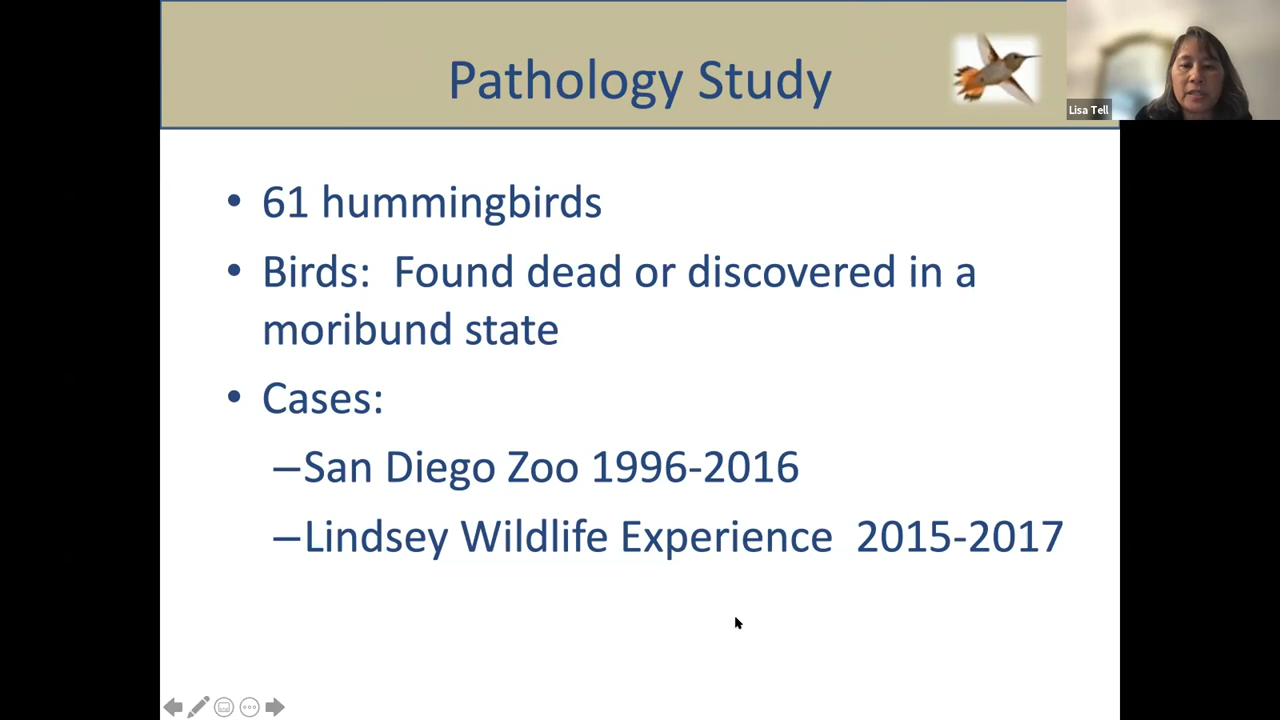 Pathology Study
Lisa Tell
• 61 hummingbirds
• Birds:  Found dead or discovered in a
moribund state
• Cases:
–San Diego Zoo 1996-2016
–Lindsey Wildlife Experience  2015-2017